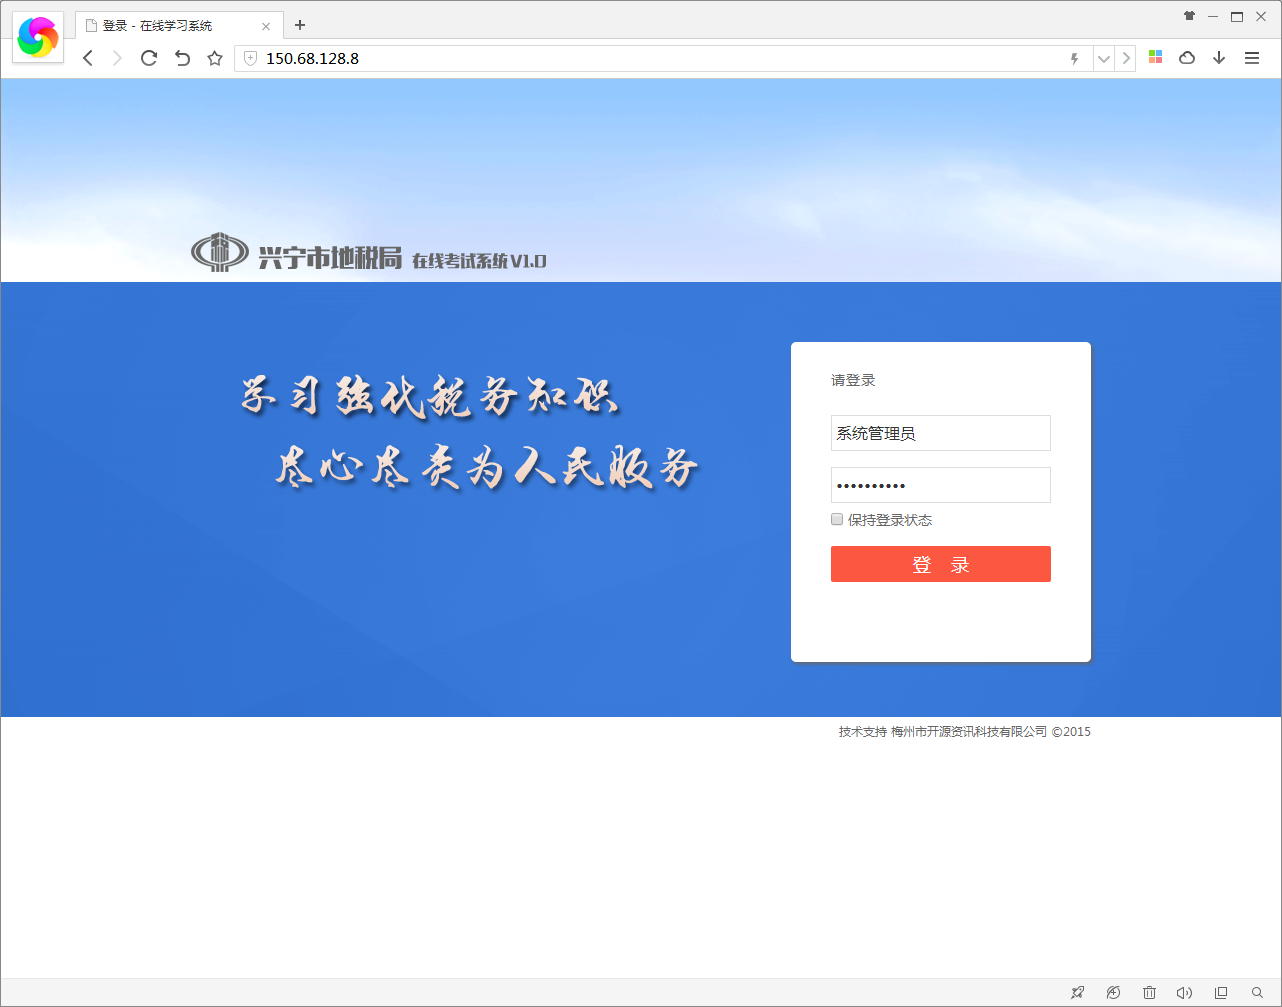 登录 - 在线学习系统
150.68.128.8
兴宁市地税局 在线考试系统V1.0
学习强代税务知识
尽心尽责为人民服务
请登录
系统管理员
••••••••••
保持登录状态
登 录
技术支持 梅州市开源资讯科技有限公司 ©2015